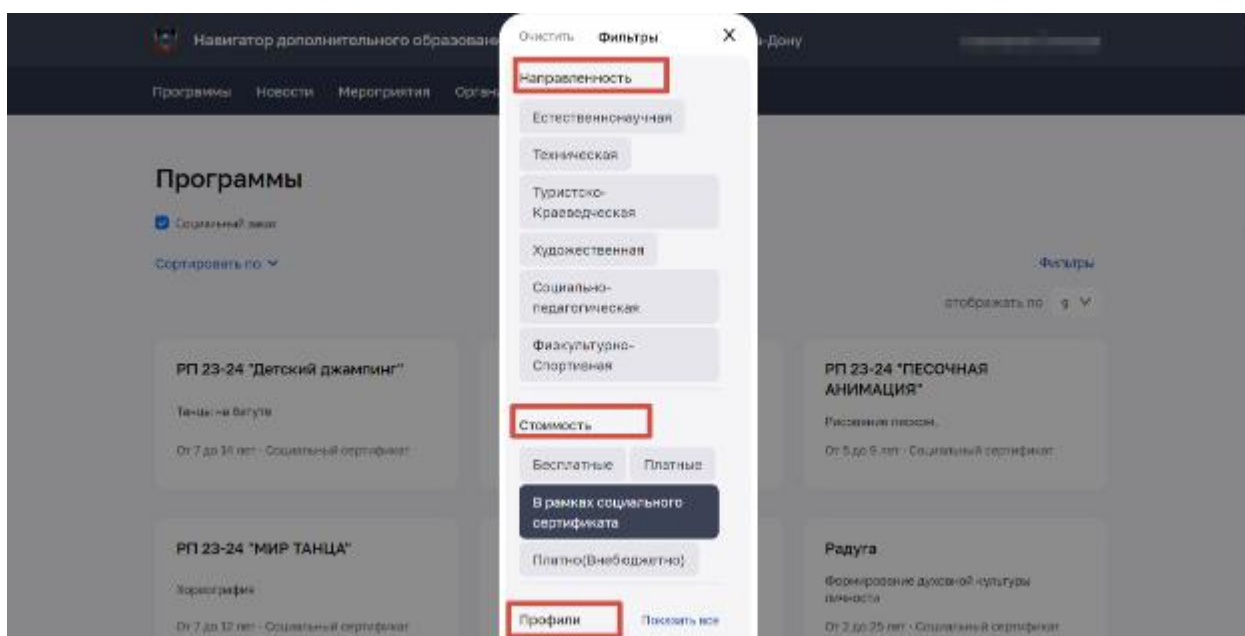 Навигатор дополнительного
Очистить Фильтры X
-Дону
Программы Новости Мероприятия
Направленность
Естественнонаучная
Техническая
Программы
Туристско-
Краеведческая
Социальный заказ
Художественная
Сортировать по
Фильтры
Социально-
педагогическая
отображать по 9
Физкультурно-
Спортивная
РП 23-24 "Детский джампинг"
РП 23-24 "ПЕСОЧНАЯ
АНИМАЦИЯ"
Танцы на батуте
Стоимость
Рисование песком.
От 7 до 14 лет - Социальный сертификат
От 5 до 9 лет - Социальный сертификат
Бесплатные Платные
В рамках социального
сертификата
РП 23-24 "МИР ТАНЦА"
Платно(Внебюджетно)
Радуга
Хореография
Формирование духовной культуры
личности
Профили Показать все
От 7 до 12 лет - Социальный сертификат
От 2 до 25 лет - Социальный сертификат